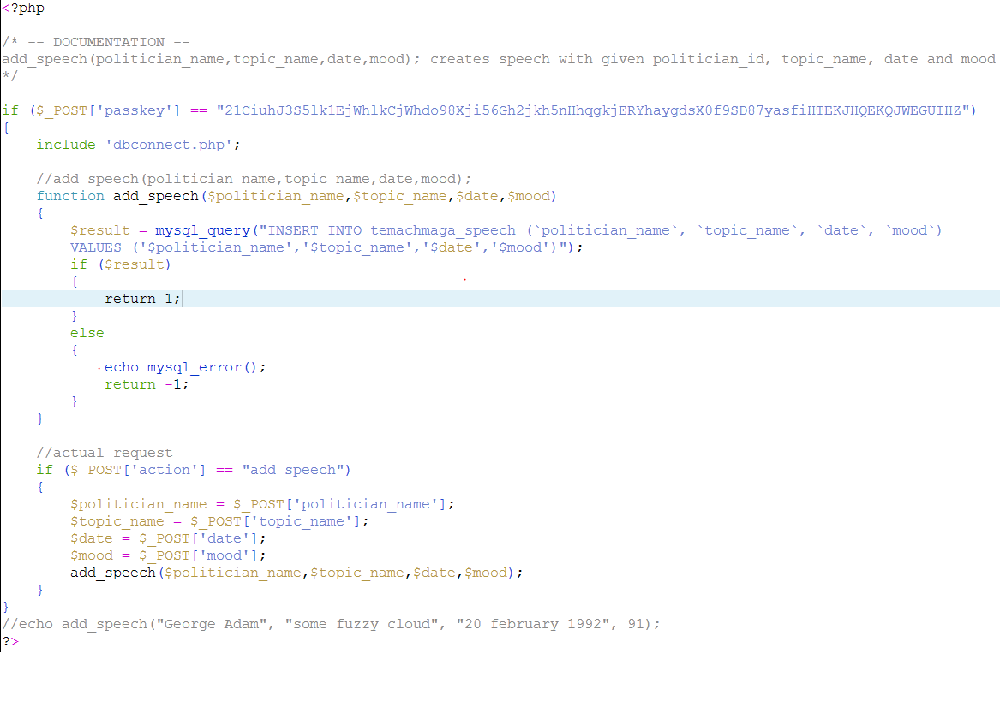 <?php
/* -- DOCUMENTATION --
add_speech(politician_name,topic_name,date,mood); creates speech with given politician_id, topic_name, date and mood
*/
if ($_POST['passkey'] == "21CiuhJ3S5lk1EjWhlkCjWhdo98Xji56Gh2jkh5nHhqgkjERYhaygdsX0f9SD87yasfiHTEKJHQEKQJWEGUIHZ")
{
include 'dbconnect.php';
//add_speech(politician_name,topic_name,date,mood);
function add_speech($politician_name,$topic_name,$date,$mood)
{
$result = mysql_query("INSERT INTO temachmaga_speech (`politician_name`, `topic_name`, `date`, `mood`)
VALUES ('$politician_name','$topic_name','$date','$mood')");
if ($result)
{
return 1;
}
else
{
echo mysql_error();
return -1;
}
}
//actual request
if ($_POST['action'] == "add_speech")
{
$politician_name = $_POST['politician_name'];
$topic_name = $_POST['topic_name'];
$date = $_POST['date'];
$mood = $_POST['mood'];
add_speech($politician_name,$topic_name,$date,$mood);
}
}
//echo add_speech("George Adam", "some fuzzy cloud", "20 february 1992", 91);
?>